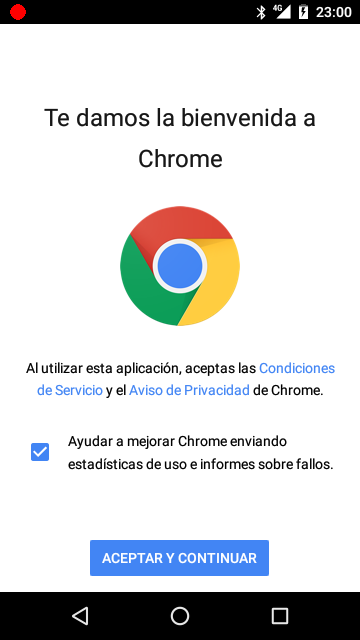 4G 23:00
Te damos la bienvenida a
Chrome
Al utilizar esta aplicación, aceptas las Condiciones
de Servicio y el Aviso de Privacidad de Chrome.
Ayudar a mejorar Chrome enviando
estadísticas de uso e informes sobre fallos.
ACEPTAR Y CONTINUAR